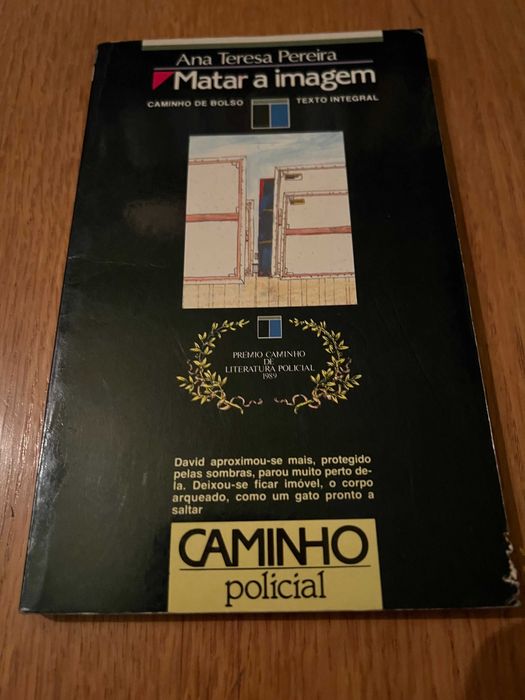 Ana Teresa Pereira
Matar a imagem
CAMINHO DE BOLSO TEXTO INTEGRAL
PRÉMIO CAMINHO
DE
LITERATURA POLICIAL
1989
David aproximou-se mais, protegido
pelas sombras, parou muito perto de-
la. Deixou-se ficar imóvel, o corpo
arqueado, como um gato pronto a
saltar
CAMINHO
policial